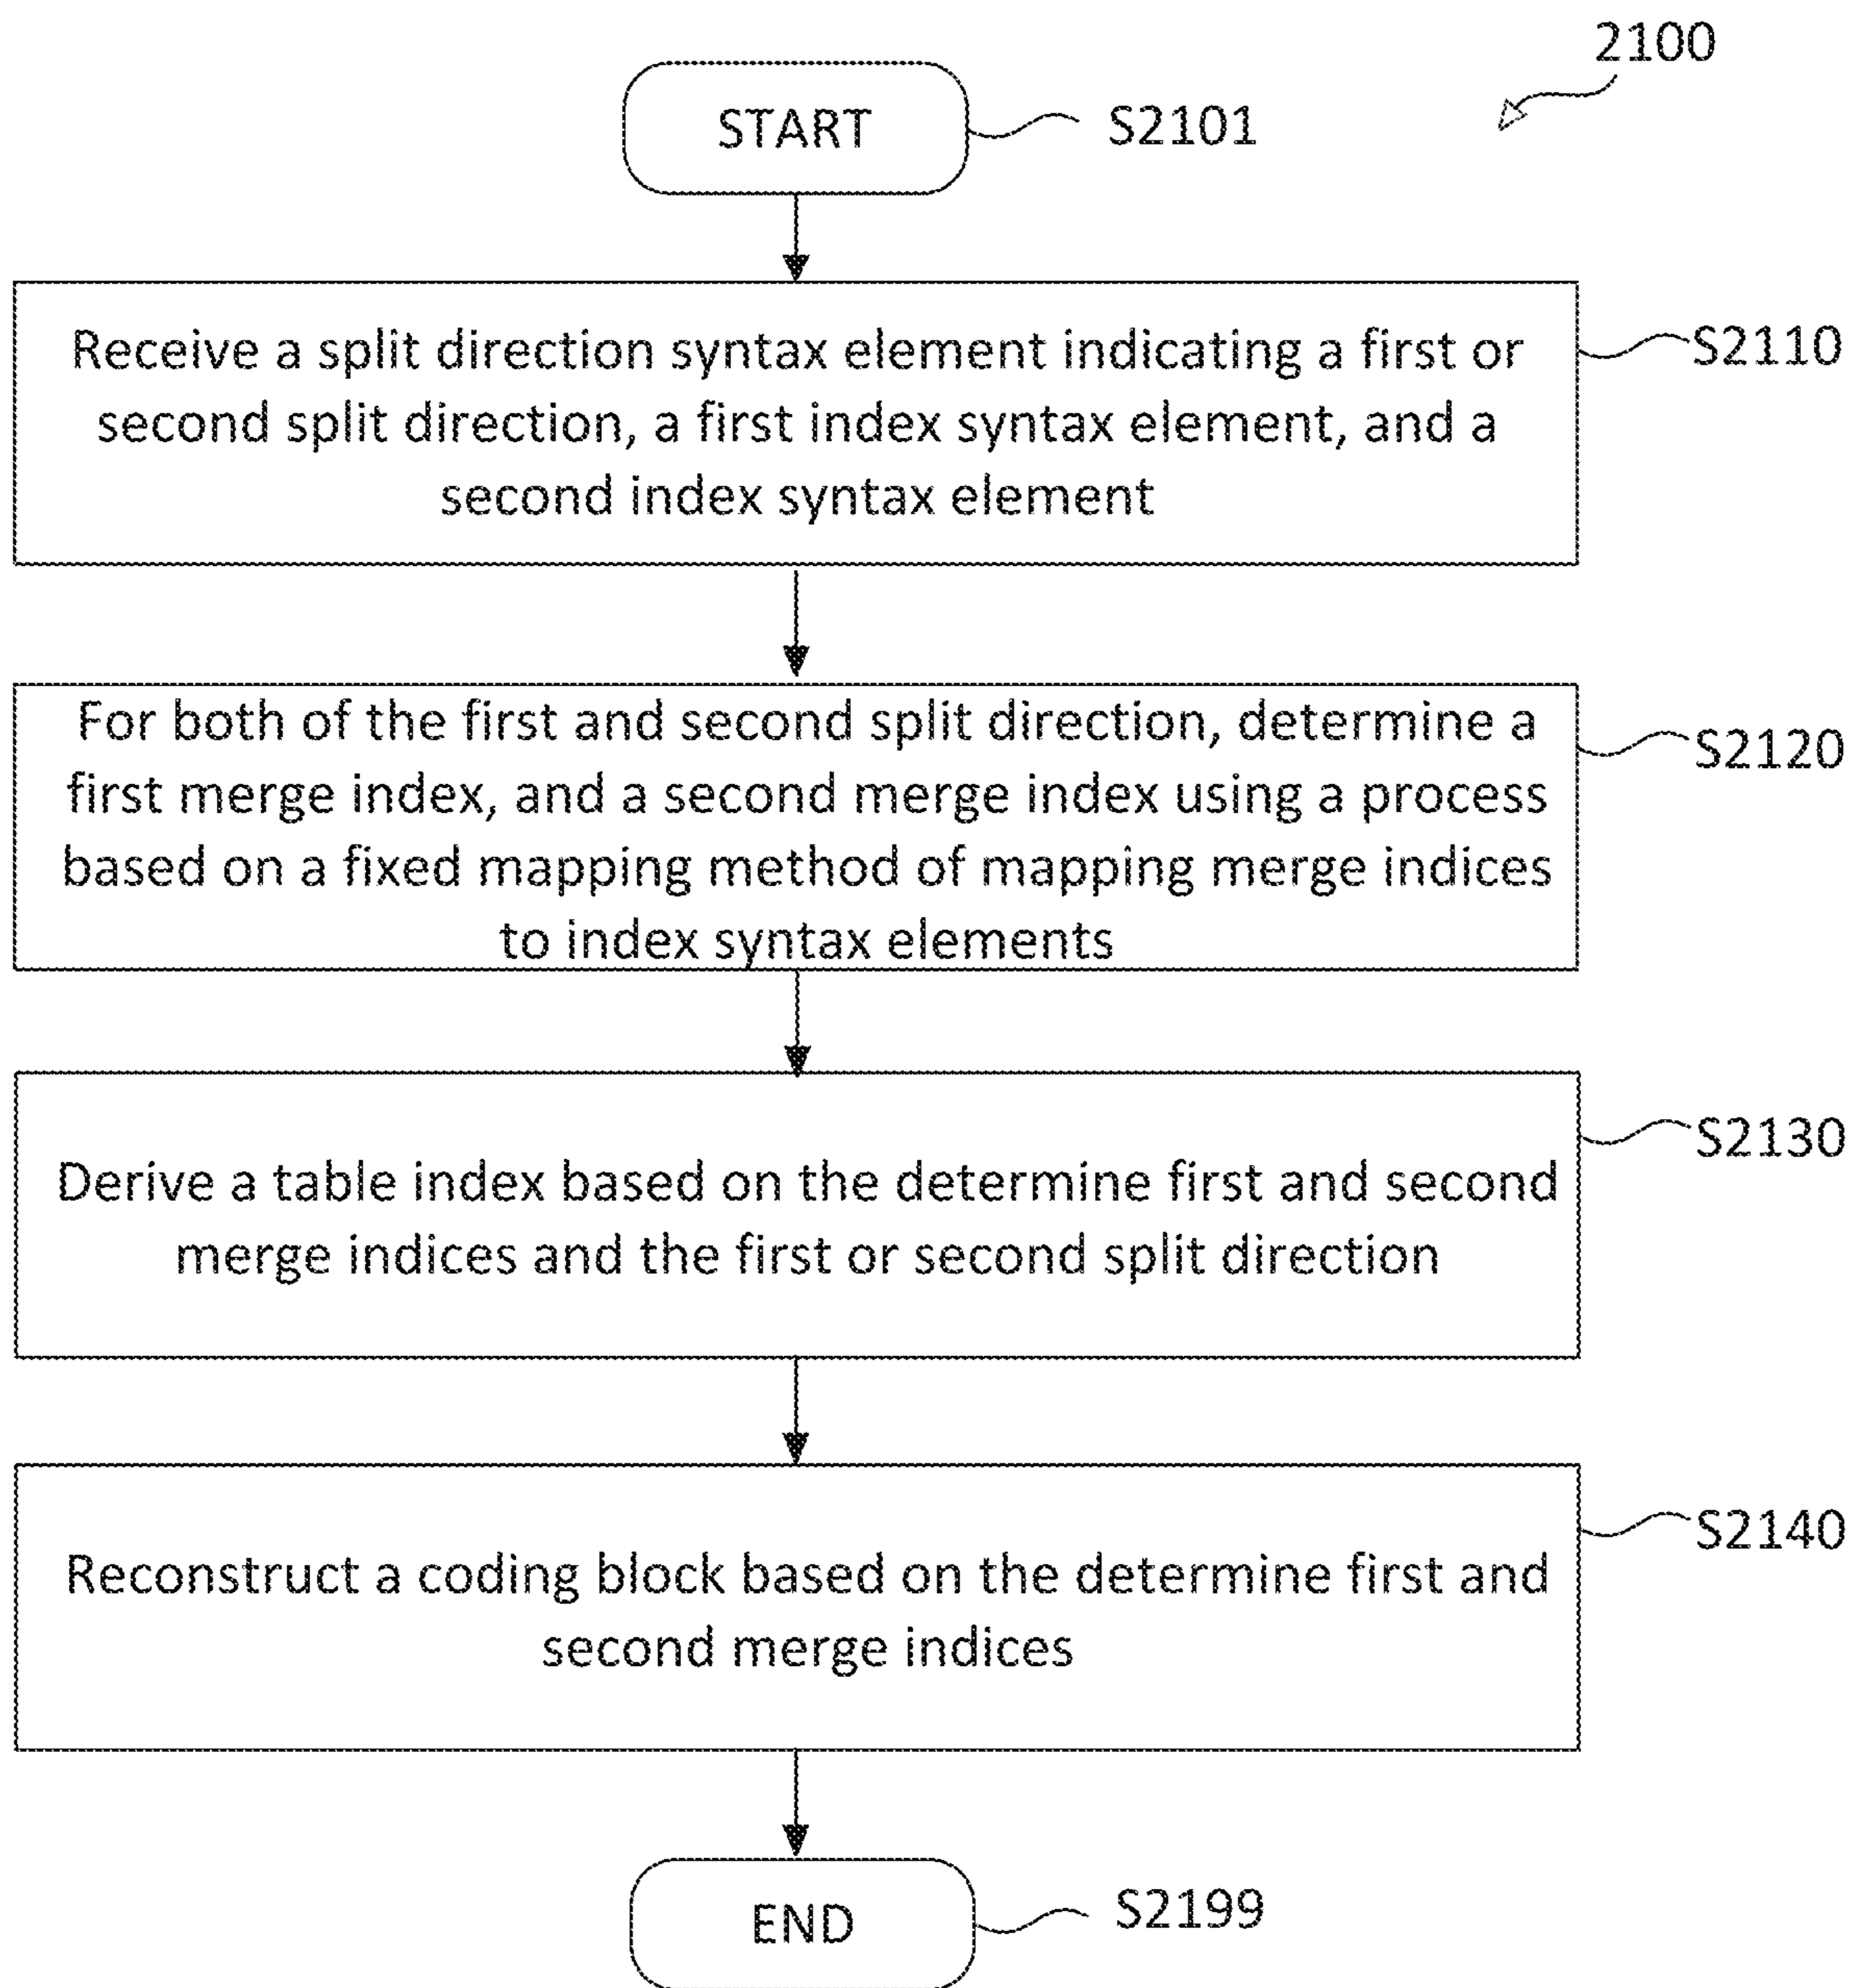 2100
START
S2101
Receive a split direction syntax element indicating a first or
second split direction, a first index syntax element, and a
second index syntax element
S2110
For both of the first and second split direction, determine a
first merge index, and a second merge index using a process
based on a fixed mapping method of mapping merge indices
to index syntax elements
S2120
Derive a table index based on the determine first and second
merge indices and the first or second split direction
S2130
Reconstruct a coding block based on the determine first and
second merge indices
S2140
END
S2199